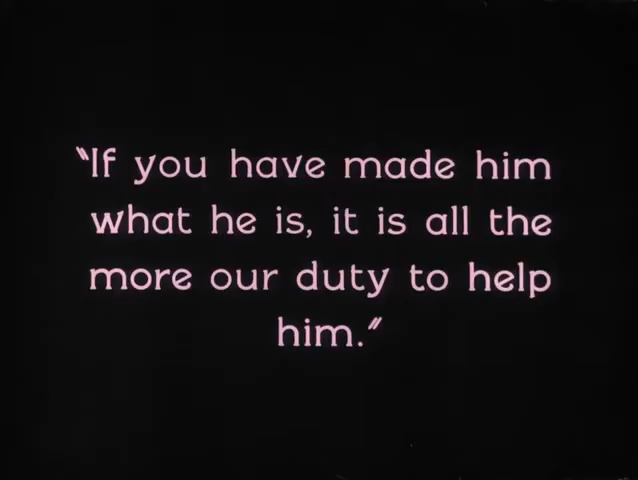 "If you have made him
what he is, it is all the
more our duty to help
him."